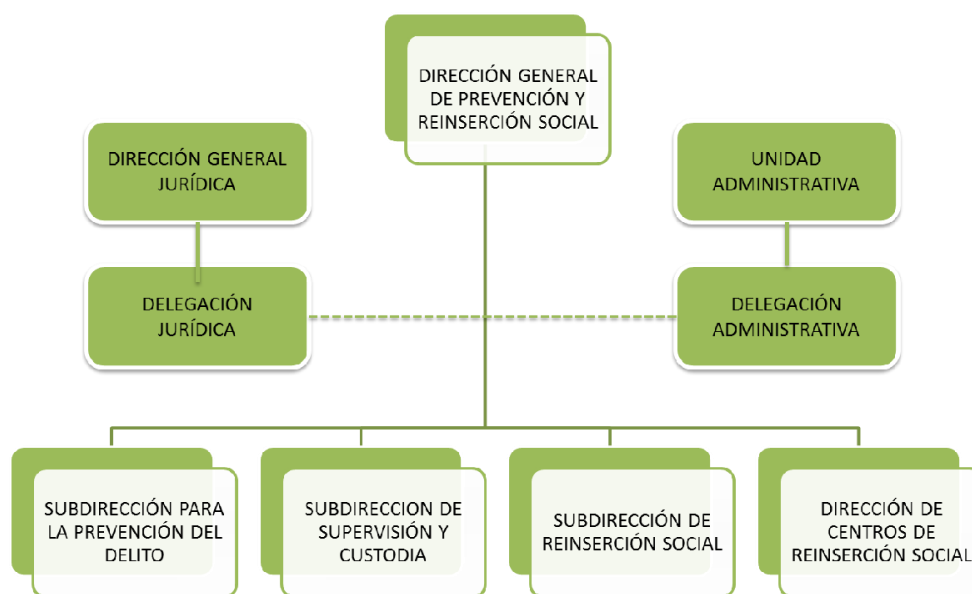 DIRECCIÓN GENERAL
DE PREVENCIÓN Y
REINSERCIÓN SOCIAL
DIRECCIÓN GENERAL
JURÍDICA
UNIDAD
ADMINISTRATIVA
DELEGACIÓN
JURÍDICA
DELEGACIÓN
ADMINISTRATIVA
SUBDIRECCIÓN PARA
LA PREVENCIÓN DEL
DELITO
SUBDIRECCION DE
SUPERVISIÓN Y
CUSTODIA
SUBDIRECCIÓN DE
REINSERCIÓN SOCIAL
DIRECCIÓN DE
CENTROS DE
REINSERCIÓN SOCIAL